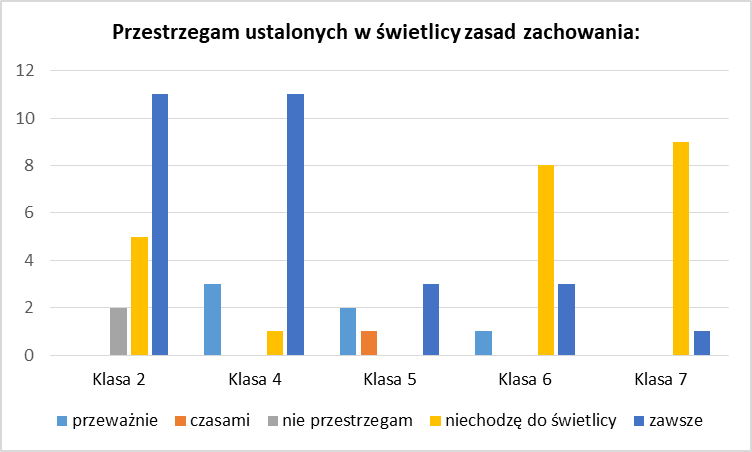 Przestrzegam ustalonych w świetlicy zasad zachowania:
12
10
8
6
4
2
0
Klasa 2 Klasa 4 Klasa 5 Klasa 6 Klasa 7
przeważnie czasami nie przestrzegam niechodzę do świetlicy zawsze